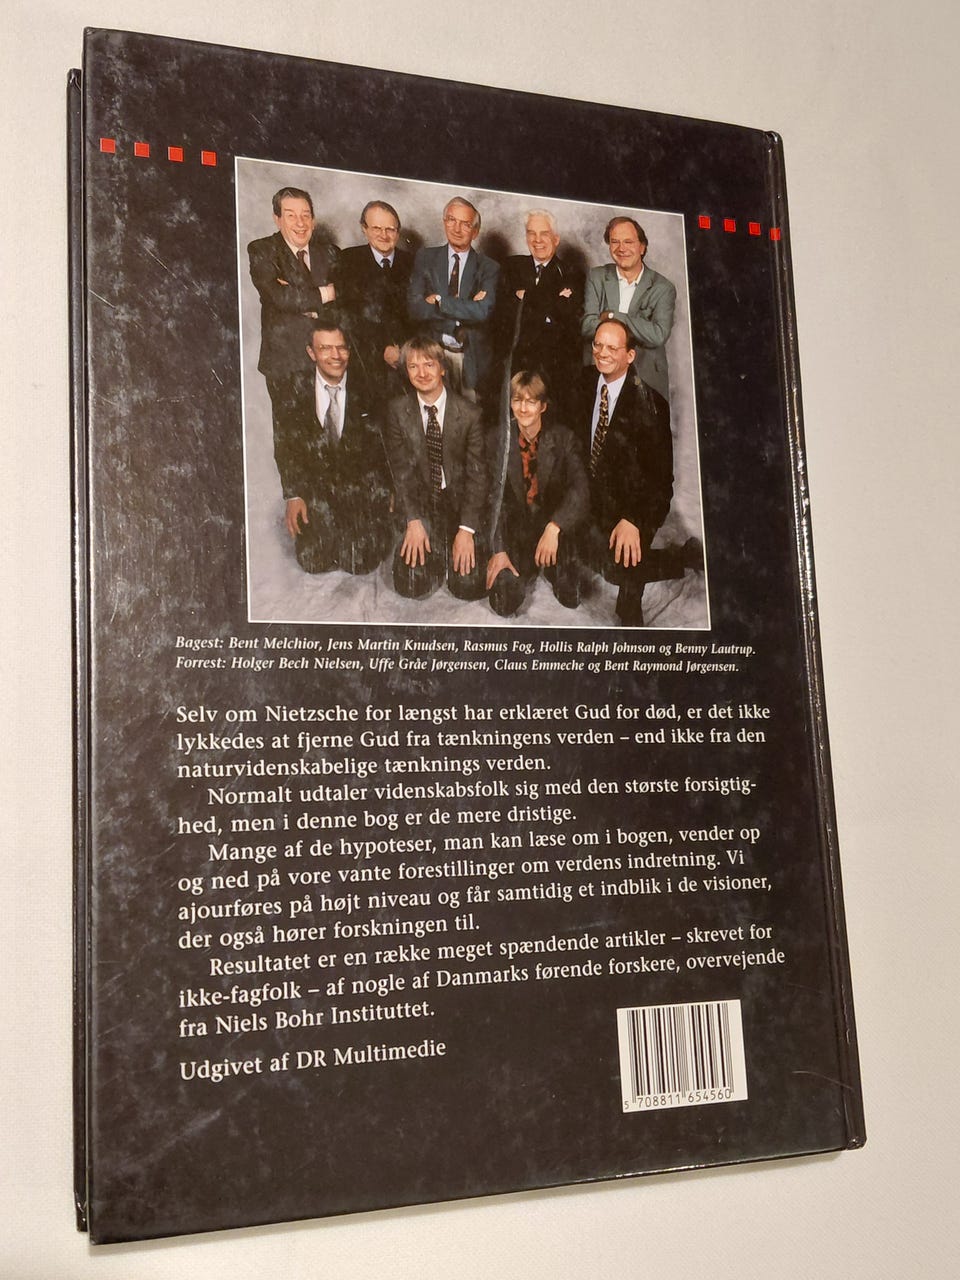 Bagest: Bent Melchior, Jens Martin Knudsen, Rasmus Fog, Hollis Ralph Johnson og Benny Lautrup.
Forrest: Holger Bech Nielsen, Uffe Gråe Jørgensen, Claus Emmeche og Bent Raymond Jørgensen.
Selv om Nietzsche for længst har erklæret Gud for død, er det ikke
lykkedes at fjerne Gud fra tænkningens verden – end ikke fra den
naturvidenskabelige tænknings verden.
Normalt udtaler videnskabsfolk sig med den største forsigtig-
hed, men i denne bog er de mere dristige.
Mange af de hypoteser, man kan læse om i bogen, vender op
og ned på vore vante forestillinger om verdens indretning. Vi
ajourføres på højt niveau og får samtidig et indblik i de visioner,
der også hører forskningen til.
Resultatet er en række meget spændende artikler – skrevet for
ikke-fagfolk – af nogle af Danmarks førende forskere, overvejende
fra Niels Bohr Instituttet.
Udgivet af DR Multimedie
5 708811 654560